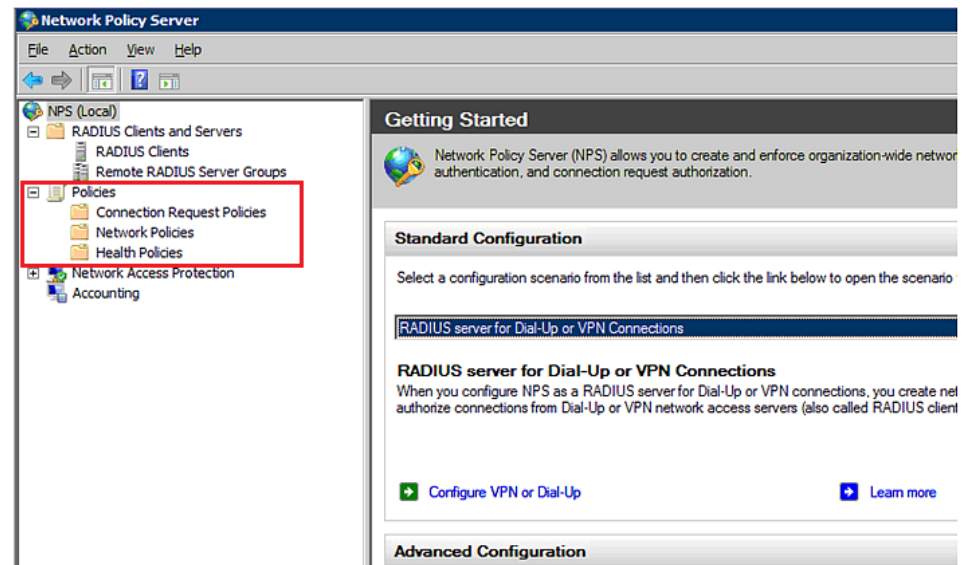 Network Policy Server
File Action View Help
NPS (Local)
RADIUS Clients and Servers
RADIUS Clients
Remote RADIUS Server Groups
Policies
Connection Request Policies
Network Policies
Health Policies
Network Access Protection
Accounting
Getting Started
Network Policy Server (NPS) allows you to create and enforce organization-wide networ
authentication, and connection request authorization.
Standard Configuration
Select a configuration scenario from the list and then click the link below to open the scenario
RADIUS server for Dial-Up or VPN Connections
RADIUS server for Dial-Up or VPN Connections
When you configure NPS as a RADIUS server for Dial-Up or VPN connections, you create net
authorize connections from Dial-Up or VPN network access servers (also called RADIUS client
Configure VPN or Dial-Up
Learn more
Advanced Configuration